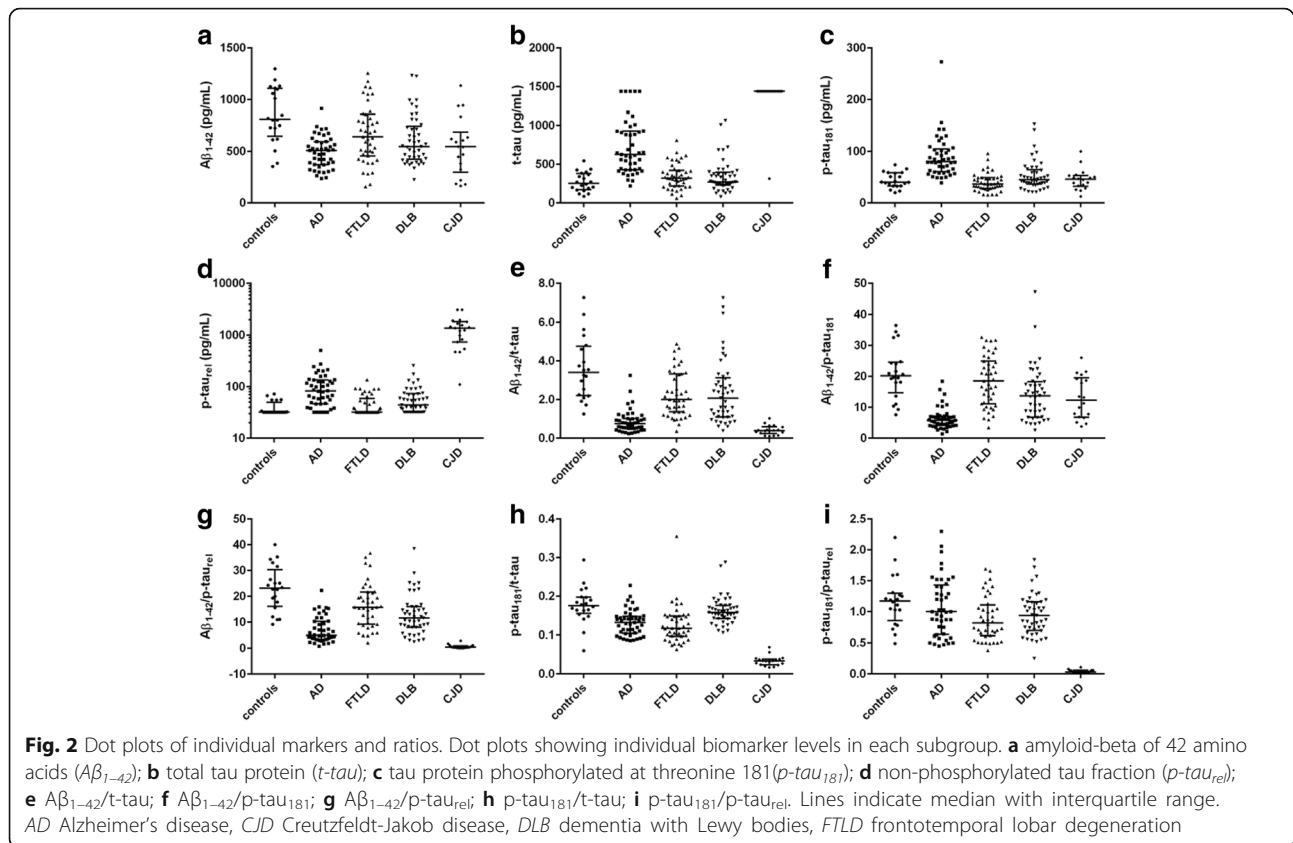 a
b
c
Aβ1-42 (pg/mL)
1500
1000
500
0
controls
AD
FTLD
DLB
CJD
t-tau (pg/mL)
2000
1500
1000
500
0
controls
AD
FTLD
DLB
CJD
p-tau181 (pg/mL)
300
200
100
50
0
controls
AD
FTLD
DLB
CJD
d
e
f
p-taurel (pg/mL)
10000
1000
100
10
controls
AD
FTLD
DLB
CJD
Aβ1-42/t-tau
8.0
6.0
4.0
2.0
0.0
controls
AD
FTLD
DLB
CJD
Aβ1-42/p-tau181
50
40
30
20
10
0
controls
AD
FTLD
DLB
CJD
g
h
i
Aβ1-42/p-taurel
50
40
30
20
10
0
-10
controls
AD
FTLD
DLB
CJD
p-tau181/t-tau
0.4
0.3
0.2
0.1
0.0
controls
AD
FTLD
DLB
CJD
p-tau181/p-taurel
2.5
2.0
1.5
1.0
0.5
0.0
controls
AD
FTLD
DLB
CJD
Fig. 2 Dot plots of individual markers and ratios. Dot plots showing individual biomarker levels in each subgroup. a amyloid-beta of 42 amino
acids (Aβ1–42); b total tau protein (t-tau); c tau protein phosphorylated at threonine 181(p-tau181); d non-phosphorylated tau fraction (p-taurel);
e Aβ1–42/t-tau; f Aβ1–42/p-tau181; g Aβ1–42/p-taurel; h p-tau181/t-tau; i p-tau181/p-taurel. Lines indicate median with interquartile range.
AD Alzheimer's disease, CJD Creutzfeldt-Jakob disease, DLB dementia with Lewy bodies, FTLD frontotemporal lobar degeneration